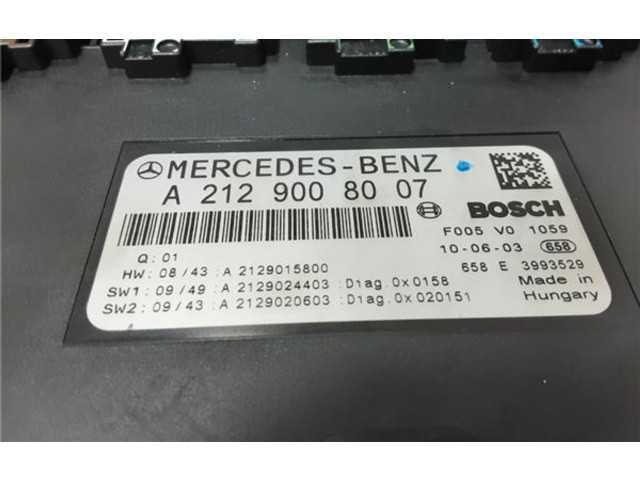 MERCEDES-BENZ
A 212 900 80 07
BOSCH
F005 V0 1059
10-06-03 658
658 E 3993529
Made in
Hungary
Q: 01
HW: 08/43: A 2129015800
SW1: 09/49: A 2129024403 :Diag.0x0158
SW2: 09/43: A 2129020603 :Diag.0x020151